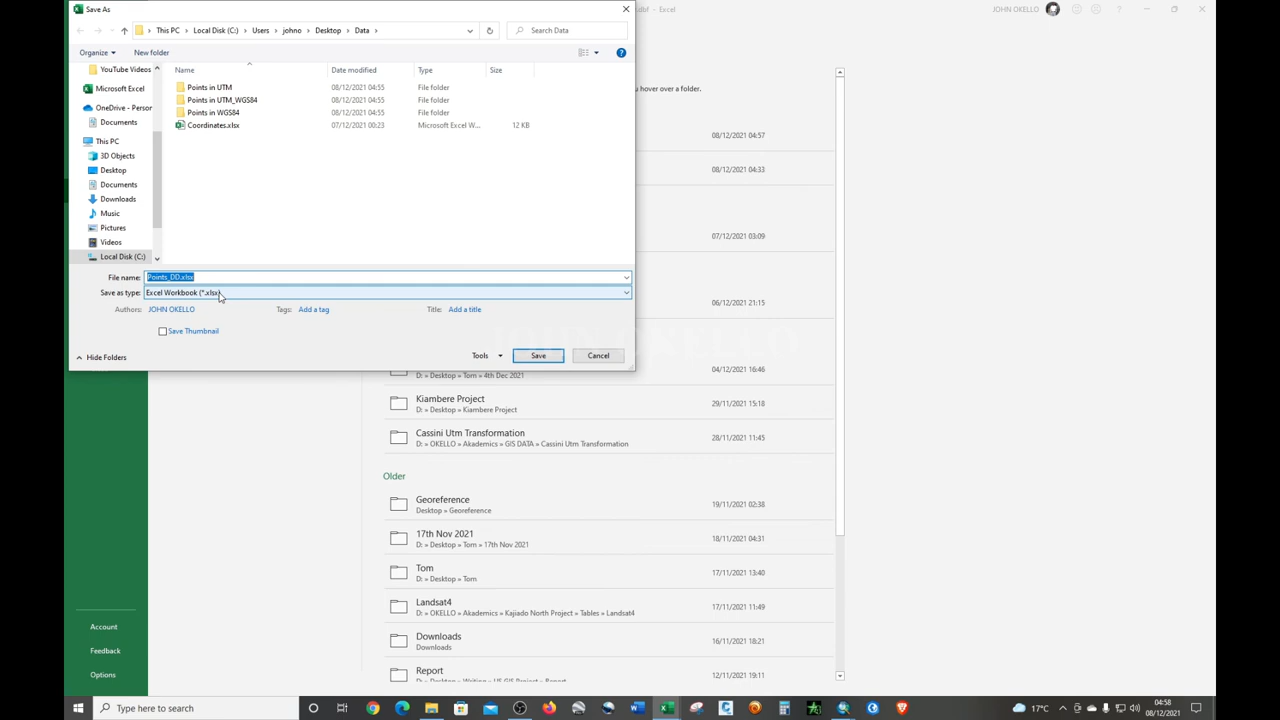 Save As
dbf - Excel
JOHN OKELLO
This PC
Local Disk (C:)
Users
johno
Desktop
Data
Search Data
Organize
New folder
Name
Date modified
Type
Size
YouTube Videos
Microsoft Excel
OneDrive - Person
Documents
This PC
3D Objects
Desktop
Documents
Downloads
Music
Pictures
Videos
Local Disk (C:)
Points in UTM 08/12/2021 04:55 File folder
Points in UTM_WGS84 08/12/2021 04:55 File folder
Points in WGS84 08/12/2021 04:55 File folder
Coordinates.xlsx 07/12/2021 00:23 Microsoft Excel W... 12 KB
File name: Points_DD.xlsx
Save as type: Excel Workbook (*.xlsx)
Authors: JOHN OKELLO
Tags: Add a tag
Title: Add a title
Save Thumbnail
Hide Folders
Tools
Save
Cancel
u hover over a folder.
08/12/2021 04:57
08/12/2021 04:33
07/12/2021 03:09
06/12/2021 21:15
JOHN OKELLO
D: » Desktop » Tom » 4th Dec 2021
04/12/2021 16:46
Kiambere Project
D: » Desktop » Kiambere Project
29/11/2021 15:18
Cassini Utm Transformation
D: » OKELLO » Akademics » GIS DATA » Cassini Utm Transformation
28/11/2021 11:45
Older
Georeference
Desktop » Georeference
19/11/2021 02:38
17th Nov 2021
D: » Desktop » Tom » 17th Nov 2021
18/11/2021 04:31
Tom
D: » Desktop » Tom
17/11/2021 13:40
Landsat4
D: » OKELLO » Akademics » Kajiado North Project » Tables » Landsat4
17/11/2021 11:49
Downloads
Downloads
16/11/2021 18:21
Report
D: » Desktop » Writing » US GIS Project » Report
12/11/2021 19:11
Account
Feedback
Options
Type here to search
17°C
04:58
08/12/2021